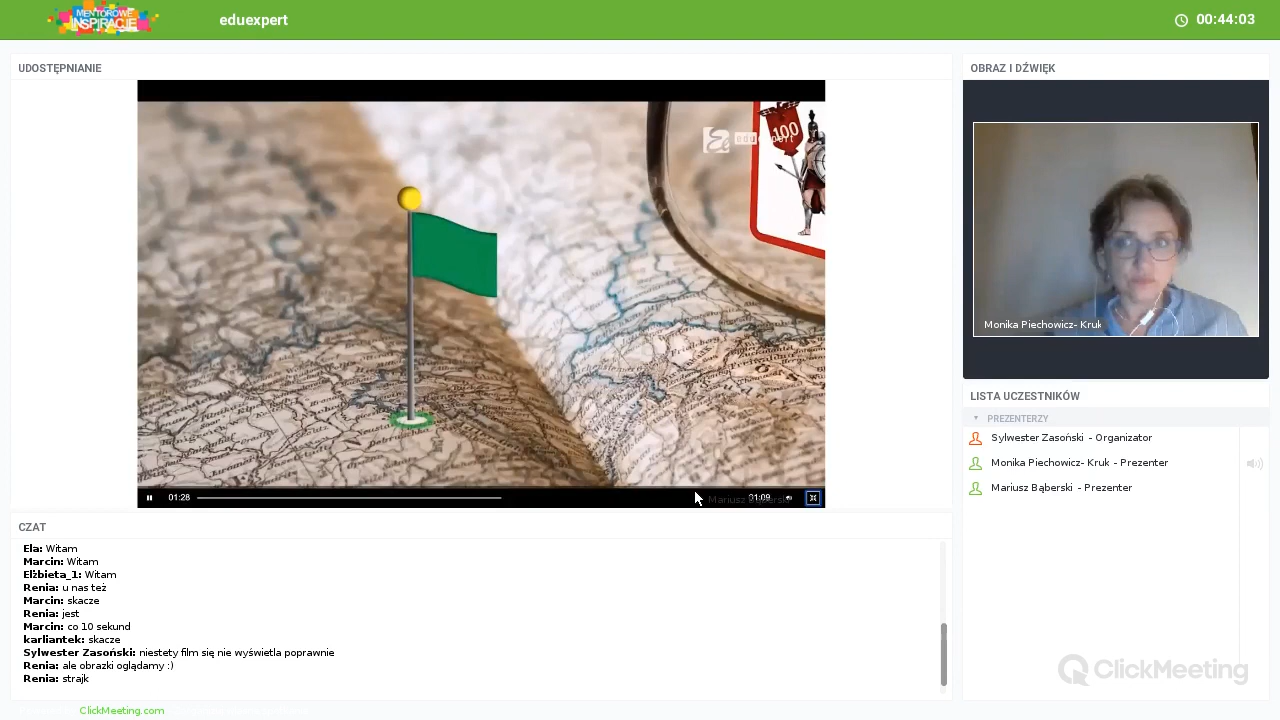 MENTOROWE
INSPIRACJE
eduexpert
00:44:03
UDOSTĘPNIANIE
OBRAZ I DŹWIĘK
100
01:28
Mariusz Bąberski
01:09
Monika Piechowicz- Kruk
LISTA UCZESTNIKÓW
PREZENTERZY
Sylwester Zasoński - Organizator
Monika Piechowicz- Kruk - Prezenter
Mariusz Bąberski - Prezenter
CZAT
Ela: Witam
Marcin: Witam
Elżbieta_1: Witam
Renia: u nas też
Marcin: skacze
Renia: jest
Marcin: co 10 sekund
karliantek: skacze
Sylwester Zasoński: niestety film się nie wyświetla poprawnie
Renia: ale obrazki oglądamy :)
Renia: strajk
ClickMeeting
ClickMeeting.com